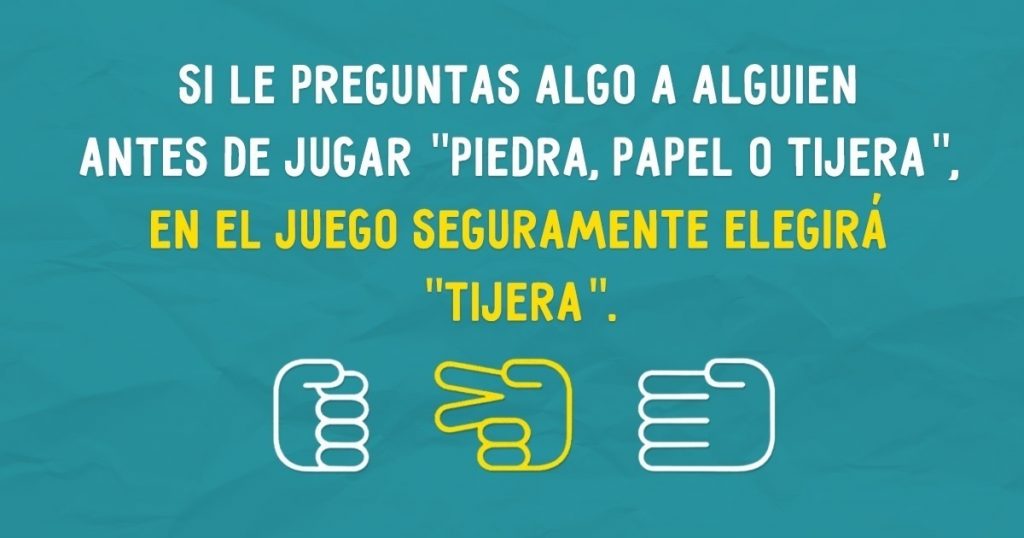 SI LE PREGUNTAS ALGO A ALGUIEN
ANTES DE JUGAR "PIEDRA, PAPEL O TIJERA",
EN EL JUEGO SEGURAMENTE ELEGIRÁ
"TIJERA".